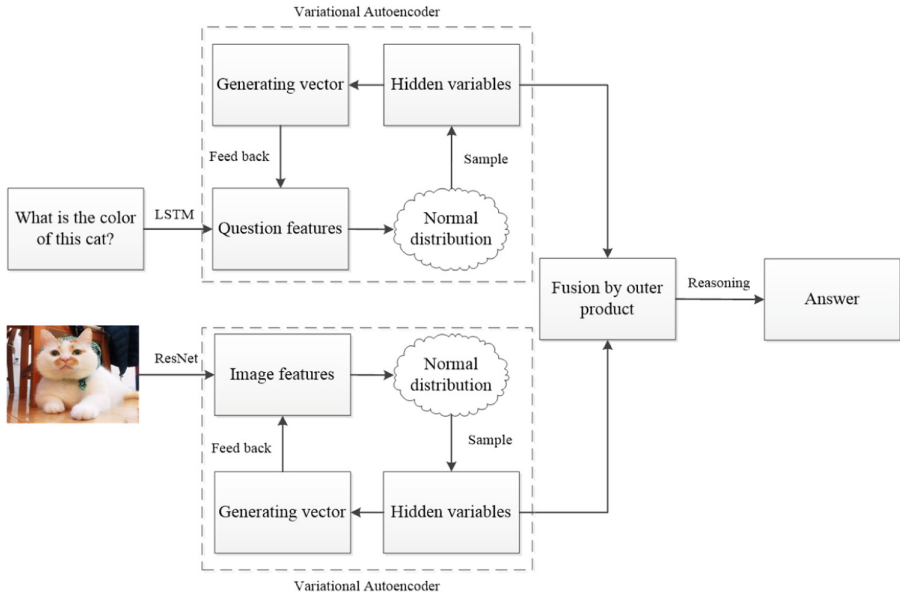 Variational Autoencoder
Generating vector
Hidden variables
Feed back
Sample
What is the color
of this cat?
LSTM
Question features
Normal
distribution
Fusion by outer
product
Reasoning
Answer
ResNet
Image features
Normal
distribution
Feed back
Sample
Generating vector
Hidden variables
Variational Autoencoder